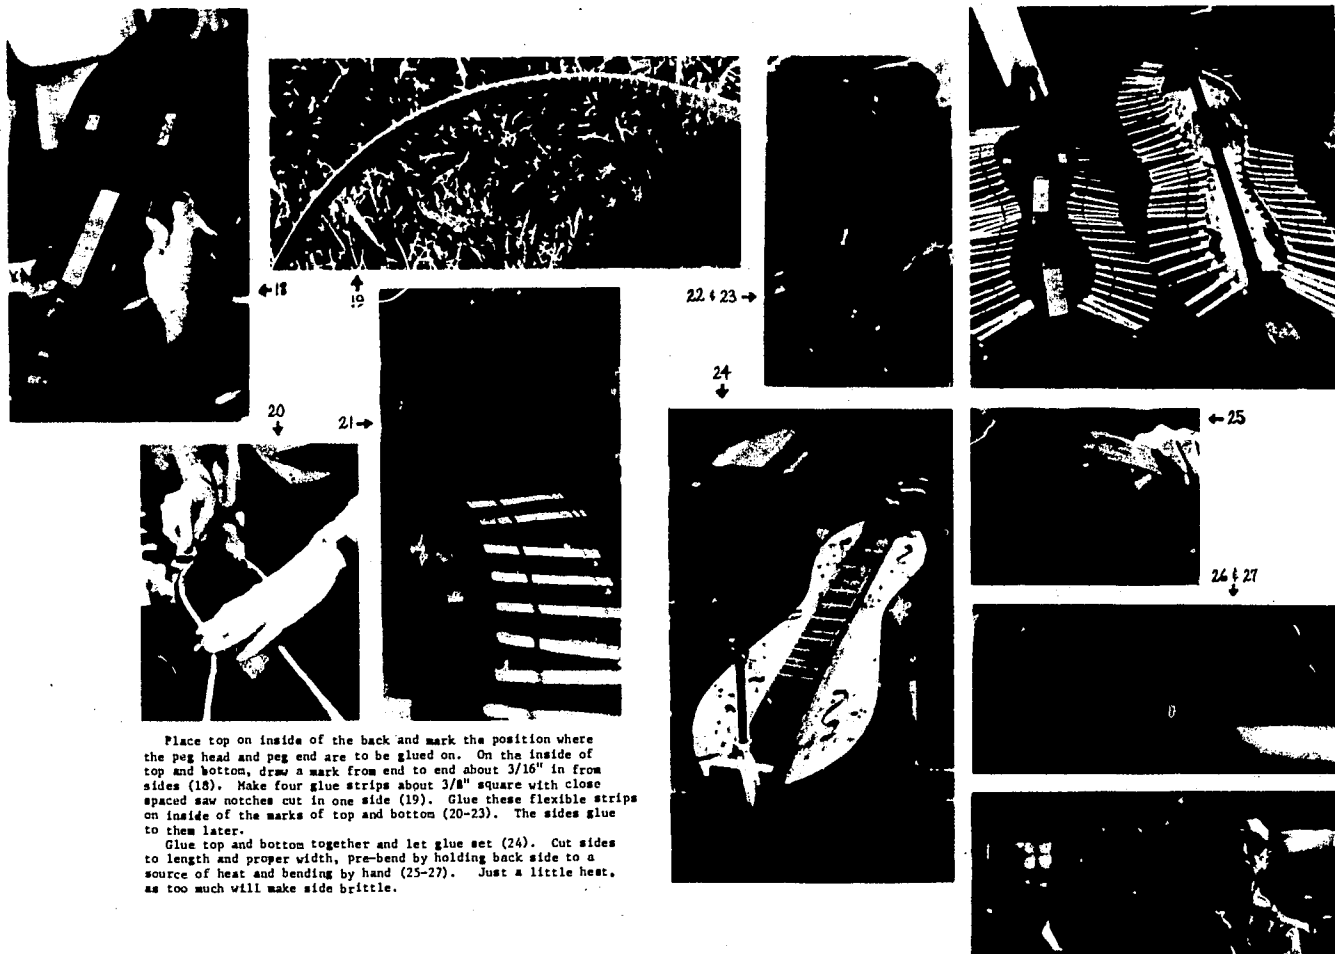 ←18
↑
19
22 & 23→
24
↓
20
↓
21→
←25
26 & 27
↓
Place top on inside of the back and mark the position where
the peg head and peg end are to be glued on. On the inside of
top and bottom, draw a mark from end to end about 3/16" in from
sides (18). Make four glue strips about 3/8" square with close
spaced saw notches cut in one side (19). Glue these flexible strips
on inside of the marks of top and bottom (20-23). The sides glue
to them later.
Glue top and bottom together and let glue set (24). Cut sides
to length and proper width, pre-bend by holding back side to a
source of heat and bending by hand (25-27). Just a little heat,
as too much will make side brittle.